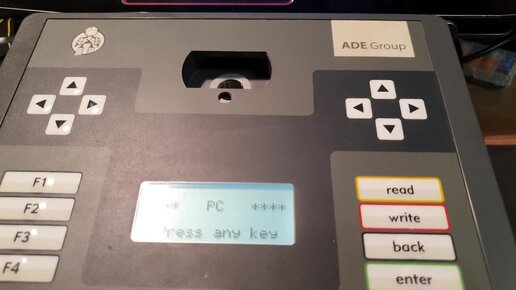 ADE Group
F1
F2
F3
F4
read
write
back
enter
** PC ****
Press any key